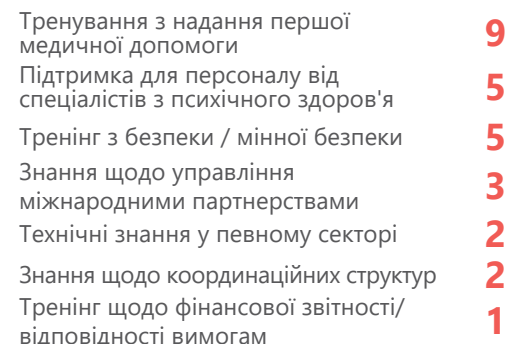 Тренування з надання першої
медичної допомоги
9
Підтримка для персоналу від
спеціалістів з психічного здоров'я
5
Тренінг з безпеки / мінної безпеки
5
Знання щодо управління
міжнародними партнерствами
3
Технічні знання у певному секторі
2
Знання щодо координаційних структур
2
Тренінг щодо фінансової звітності/
відповідності вимогам
1